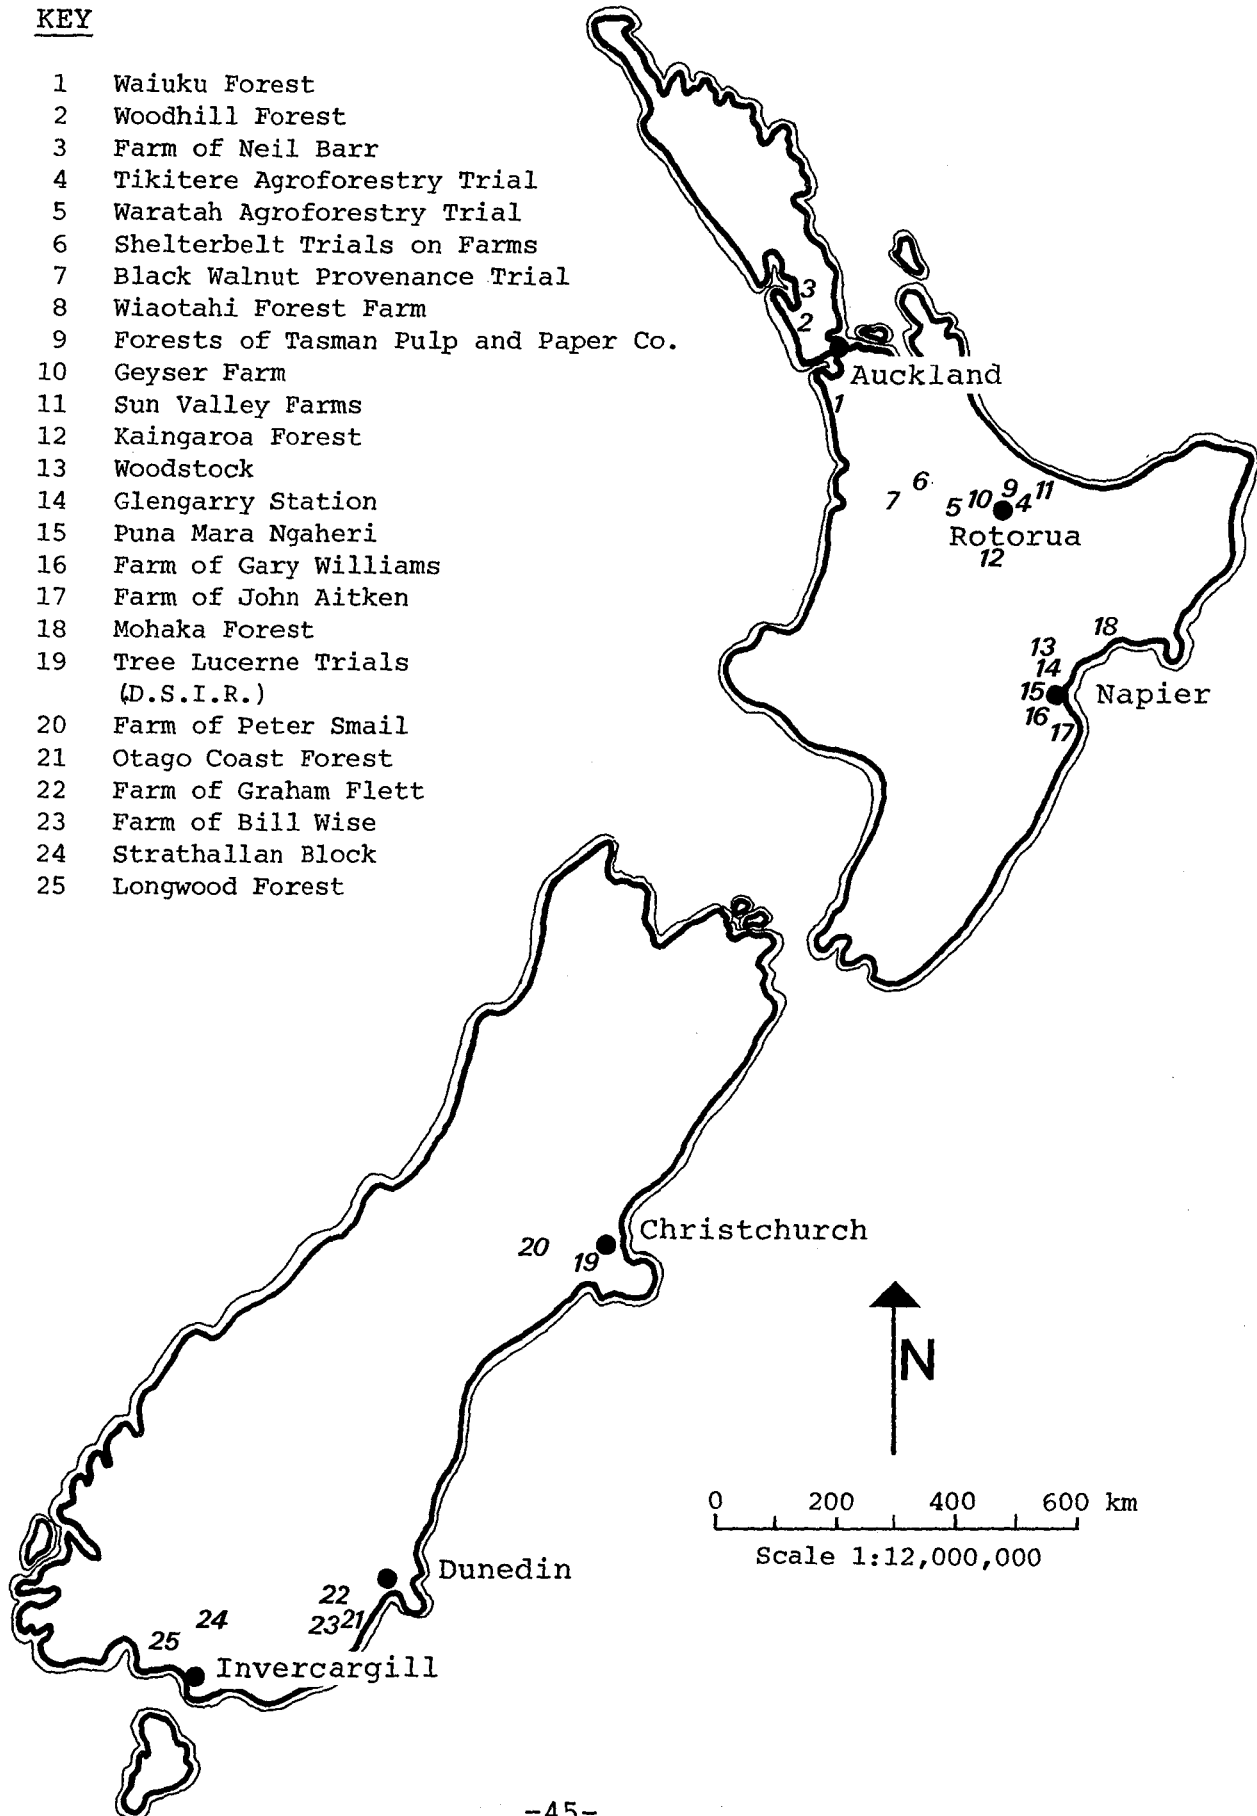 KEY
1 Waiuku Forest
2 Woodhill Forest
3 Farm of Neil Barr
4 Tikitere Agroforestry Trial
5 Waratah Agroforestry Trial
6 Shelterbelt Trials on Farms
7 Black Walnut Provenance Trial
8 Wiaotahi Forest Farm
9 Forests of Tasman Pulp and Paper Co.
10 Geyser Farm
11 Sun Valley Farms
12 Kaingaroa Forest
13 Woodstock
14 Glengarry Station
15 Puna Mara Ngaheri
16 Farm of Gary Williams
17 Farm of John Aitken
18 Mohaka Forest
19 Tree Lucerne Trials
(D.S.I.R.)
20 Farm of Peter Smail
21 Otago Coast Forest
22 Farm of Graham Flett
23 Farm of Bill Wise
24 Strathallan Block
25 Longwood Forest
3
2
Auckland
1
6
7
5 10 9 4 11
Rotorua
12
18
13
14
15 Napier
16
17
Christchurch
20
19
N
0 200 400 600 km
Scale 1:12,000,000
Dunedin
22
23 21
24
25
Invercargill
-45-